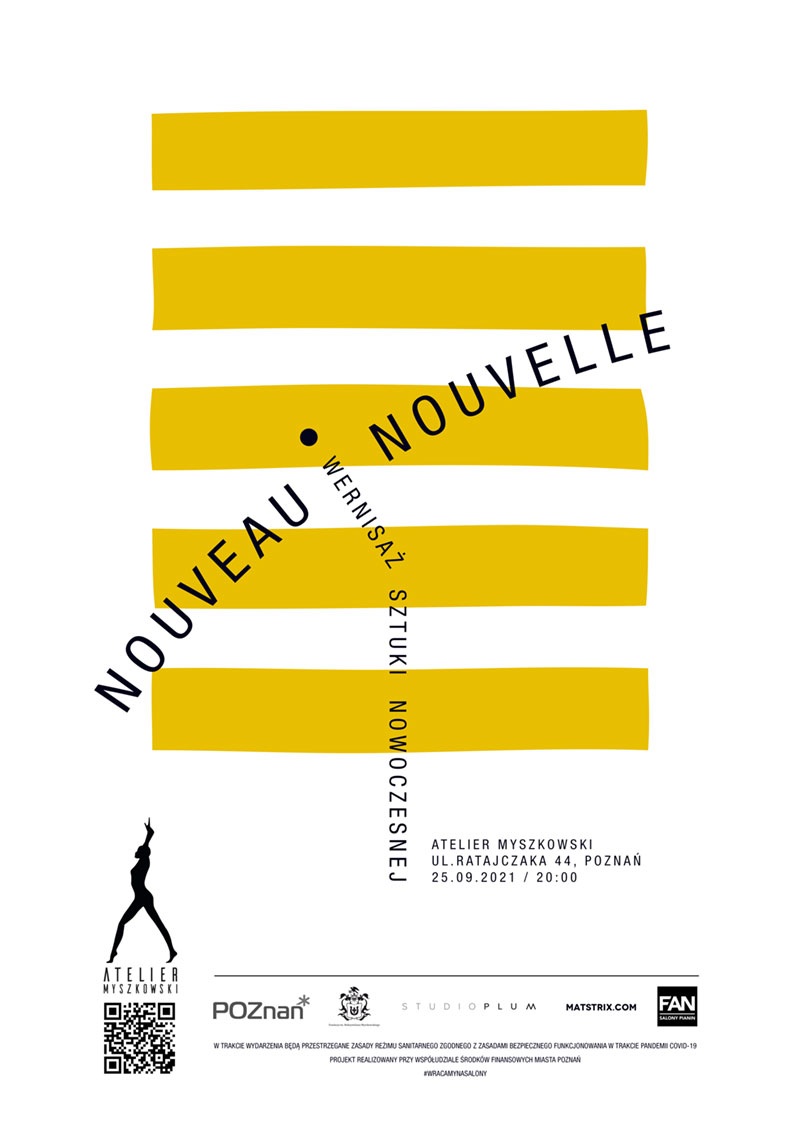 NOUVEAU • NOUVELLE
WERNISAŻ SZTUKI NOWOCZESNEJ
ATELIER MYSZKOWSKI
UL.RATAJCZAKA 44, POZNAŃ
25.09.2021 / 20:00
ATELIER
MYSZKOWSKI
POZnan*
STUDIOPLUM
MATSTRIX.COM
FAN
SALONY PIANIN
W TRAKCIE WYDARZENIA BĘDĄ PRZESTRZEGANE ZASADY REŻIMU SANITARNEGO ZGODNEGO Z ZASADAMI BEZPIECZNEGO FUNKCJONOWANIA W TRAKCIE PANDEMII COVID-19
PROJEKT REALIZOWANY PRZY WSPÓŁUDZIALE ŚRODKÓW FINANSOWYCH MIASTA POZNAŃ
#WRACAMYNASALONY